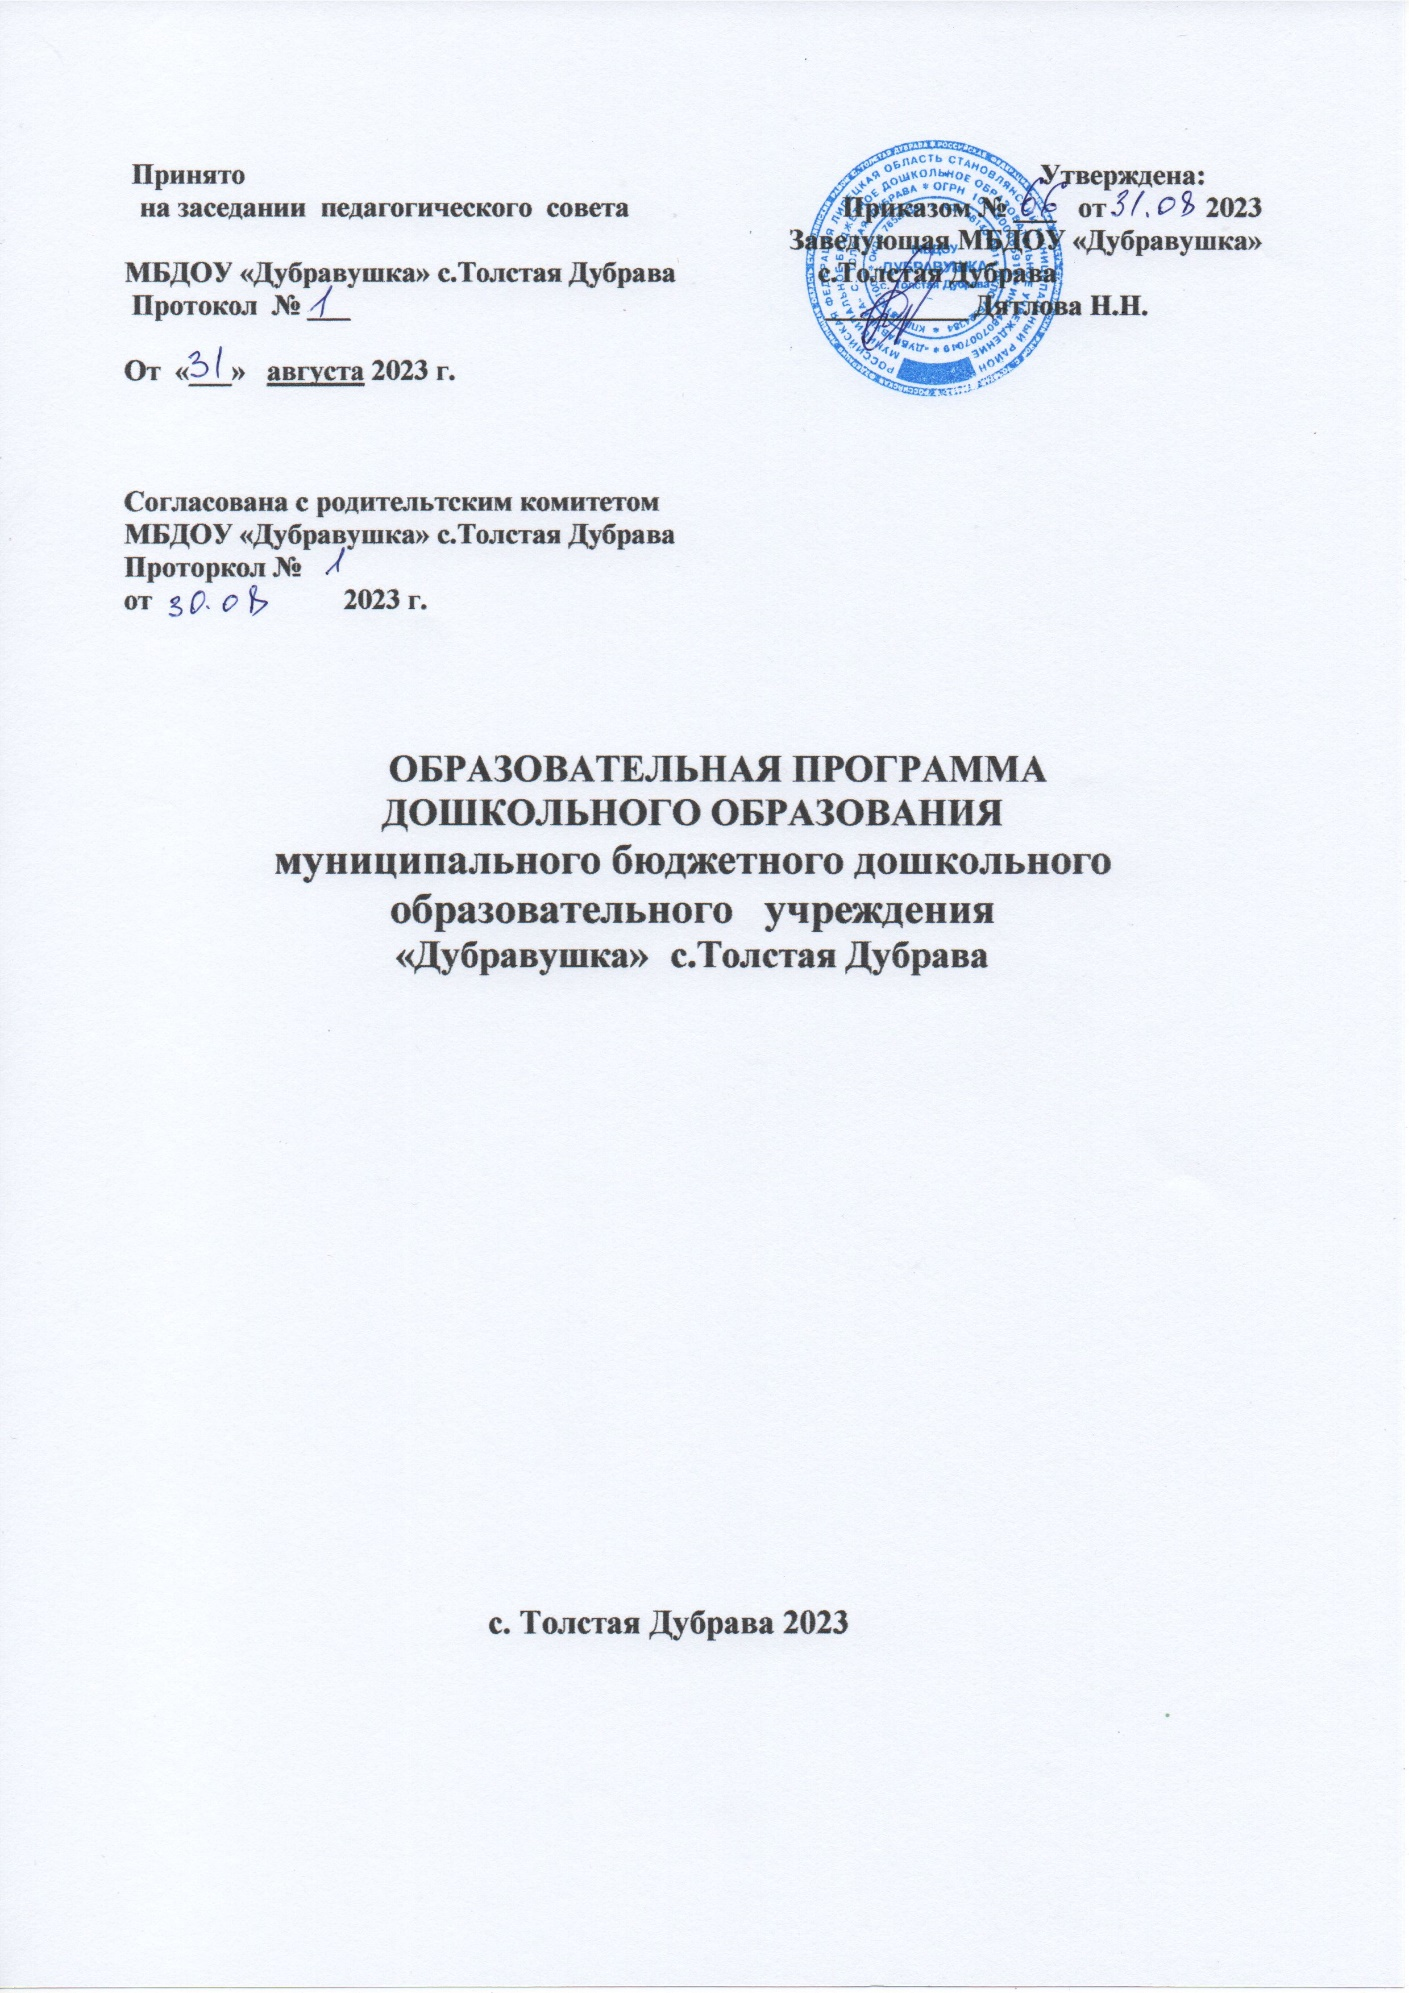 Принято
на заседании педагогического совета
МБДОУ «Дубравушка» с.Толстая Дубрава
Протокол № 1
От «31» августа 2023 г.
Утверждена:
Приказом № 66 от 31.08 2023
Заведующая МБДОУ «Дубравушка»
с.Толстая Дубрава
Дятлова Н.Н.
Согласована с родительтским комитетом
МБДОУ «Дубравушка» с.Толстая Дубрава
Проторкол № 1
от 30.08 2023 г.
ОБРАЗОВАТЕЛЬНАЯ ПРОГРАММА
ДОШКОЛЬНОГО ОБРАЗОВАНИЯ
муниципального бюджетного дошкольного
образовательного учреждения
«Дубравушка» с.Толстая Дубрава
с. Толстая Дубрава 2023